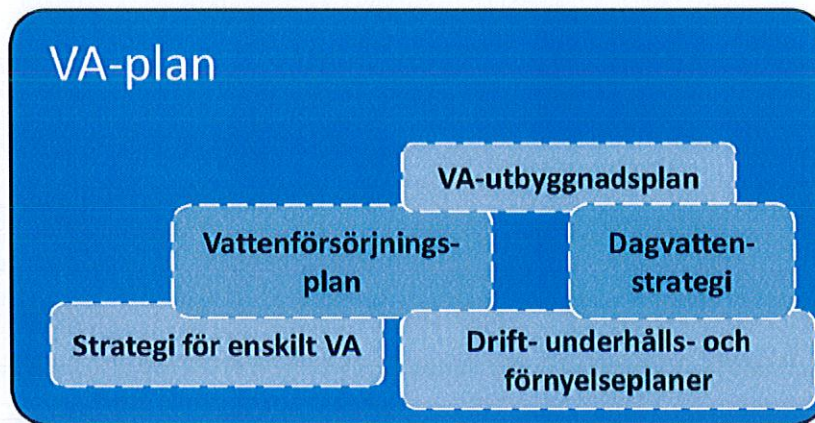 VA-plan
VA-utbyggnadsplan
Vattenförsörjnings-
plan
Dagvatten-
strategi
Strategi för enskilt VA
Drift- underhålls- och
förnyelseplaner